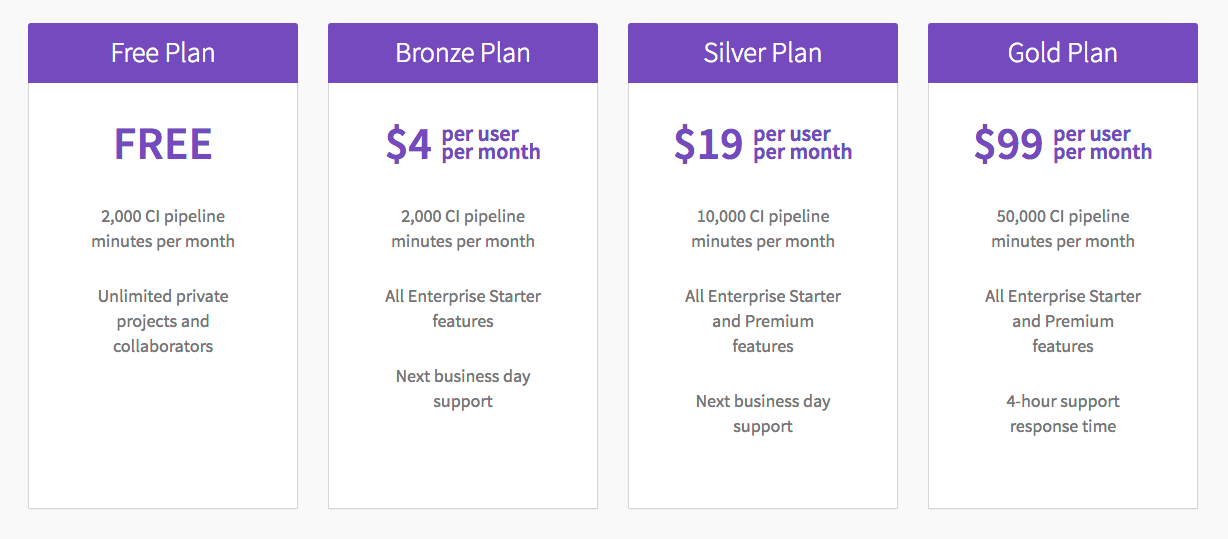 Free Plan
FREE
2,000 CI pipeline
minutes per month
Unlimited private
projects and
collaborators
Bronze Plan
$4 per user
per month
2,000 CI pipeline
minutes per month
All Enterprise Starter
features
Next business day
support
Silver Plan
$19 per user
per month
10,000 CI pipeline
minutes per month
All Enterprise Starter
and Premium
features
Next business day
support
Gold Plan
$99 per user
per month
50,000 CI pipeline
minutes per month
All Enterprise Starter
and Premium
features
4-hour support
response time